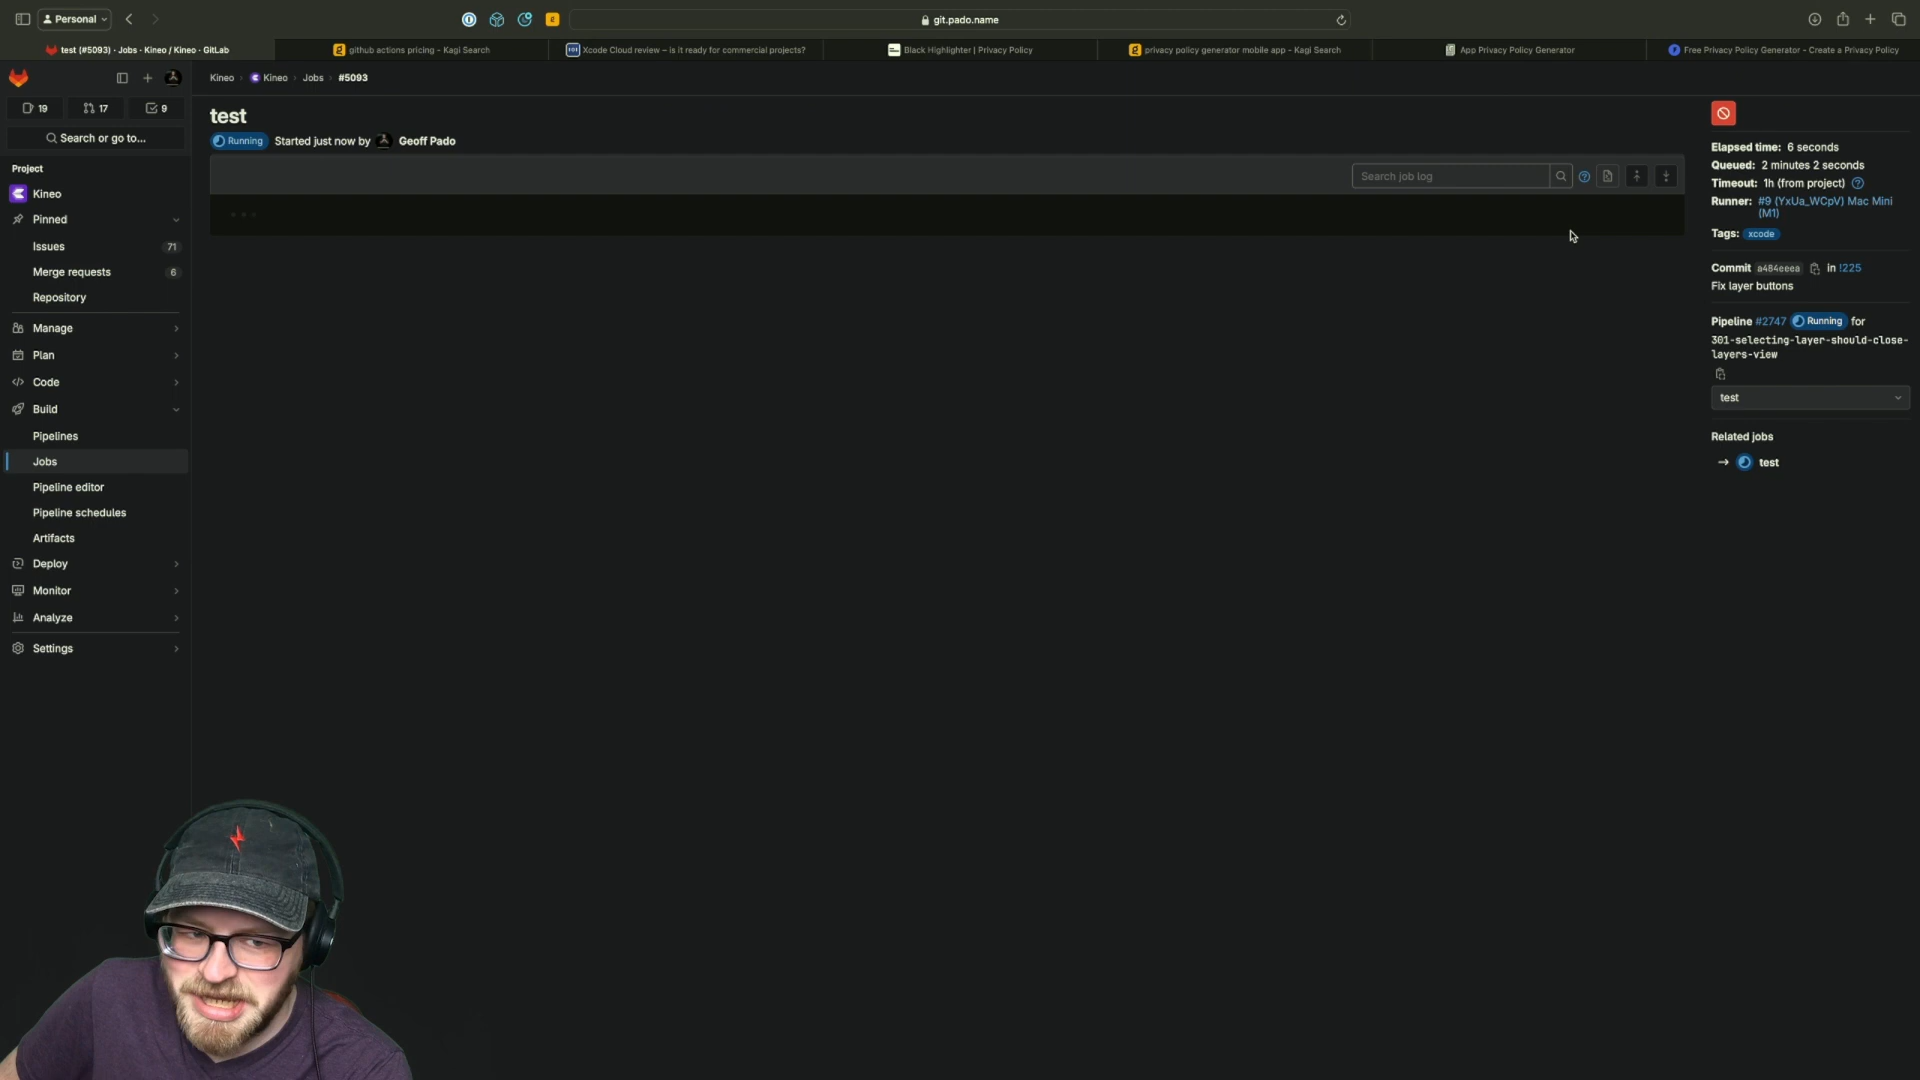 Personal
git.pado.name
test (#5093) · Jobs · Kineo / Kineo · GitLab
github actions pricing - Kagi Search
Xcode Cloud review – is it ready for commercial projects?
Black Highlighter | Privacy Policy
privacy policy generator mobile app - Kagi Search
App Privacy Policy Generator
Free Privacy Policy Generator - Create a Privacy Policy
19
17
9
Search or go to...
Project
Kineo
Pinned
Issues 71
Merge requests 6
Repository
Manage
Plan
Code
Build
Pipelines
Jobs
Pipeline editor
Pipeline schedules
Artifacts
Deploy
Monitor
Analyze
Settings
Kineo › Kineo › Jobs › #5093
test
Running Started just now by Geoff Pado
Search job log
Elapsed time: 6 seconds
Queued: 2 minutes 2 seconds
Timeout: 1h (from project)
Runner: #9 (YxUa_WCpV) Mac Mini
(M1)
Tags: xcode
Commit a484eeea in !225
Fix layer buttons
Pipeline #2747 Running for
301-selecting-layer-should-close-
layers-view
test
Related jobs
→ test